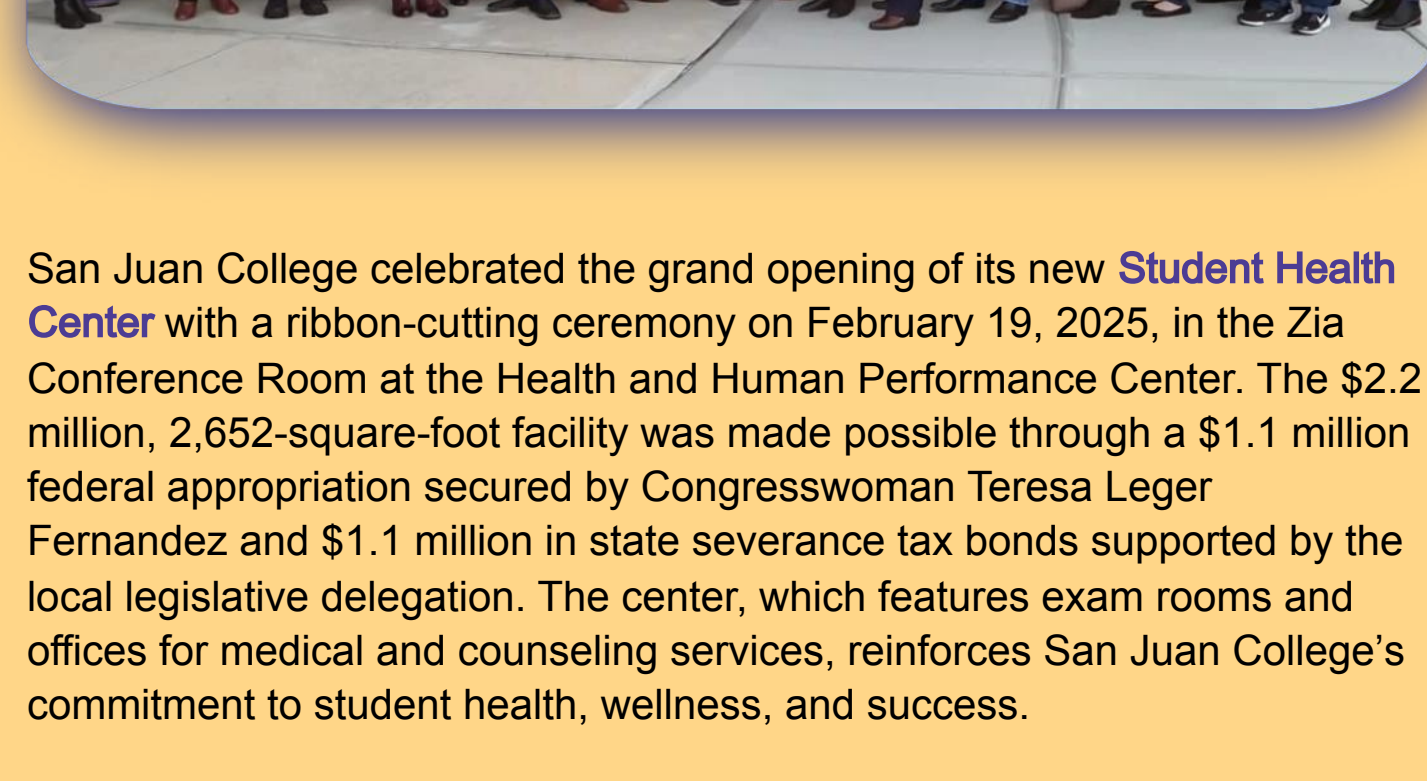 San Juan College celebrated the grand opening of its new Student Health
Center with a ribbon-cutting ceremony on February 19, 2025, in the Zia
Conference Room at the Health and Human Performance Center. The $2.2
million, 2,652-square-foot facility was made possible through a $1.1 million
federal appropriation secured by Congresswoman Teresa Leger
Fernandez and $1.1 million in state severance tax bonds supported by the
local legislative delegation. The center, which features exam rooms and
offices for medical and counseling services, reinforces San Juan College’s
commitment to student health, wellness, and success.